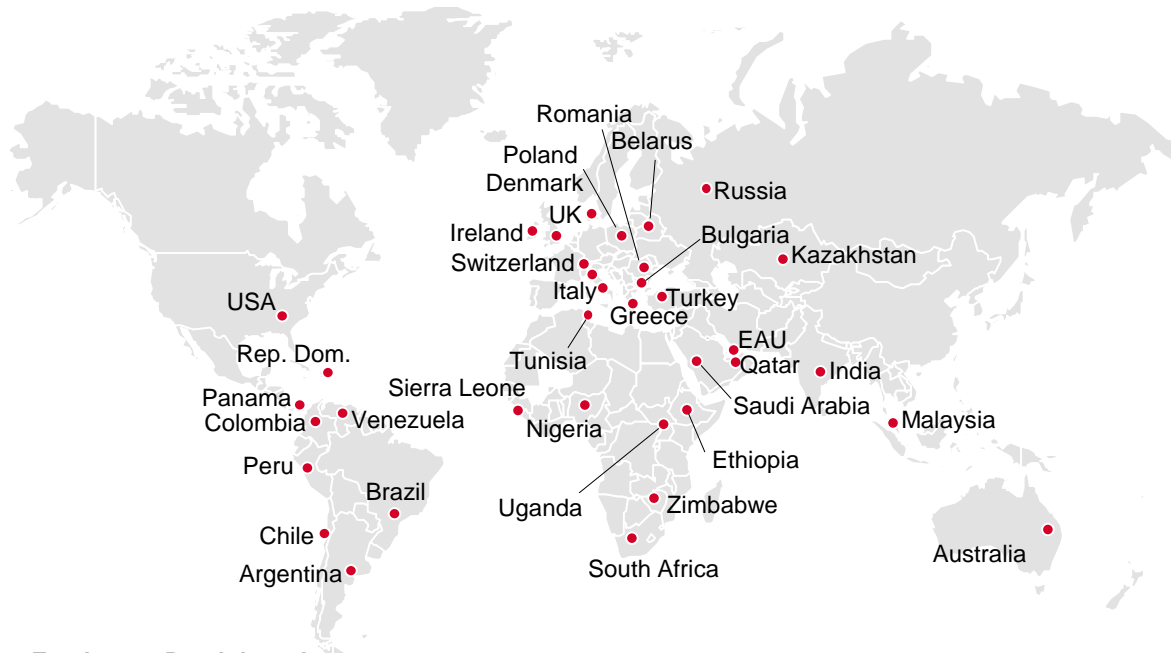 Romania
Belarus
Poland
Denmark
Russia
UK
Ireland
Bulgaria
Switzerland
Kazakhstan
Italy
Turkey
USA
Greece
EAU
Rep. Dom.
Tunisia
Qatar
India
Sierra Leone
Panama
Saudi Arabia
Colombia
Venezuela
Nigeria
Malaysia
Peru
Ethiopia
Brazil
Uganda
Zimbabwe
Chile
Australia
Argentina
South Africa